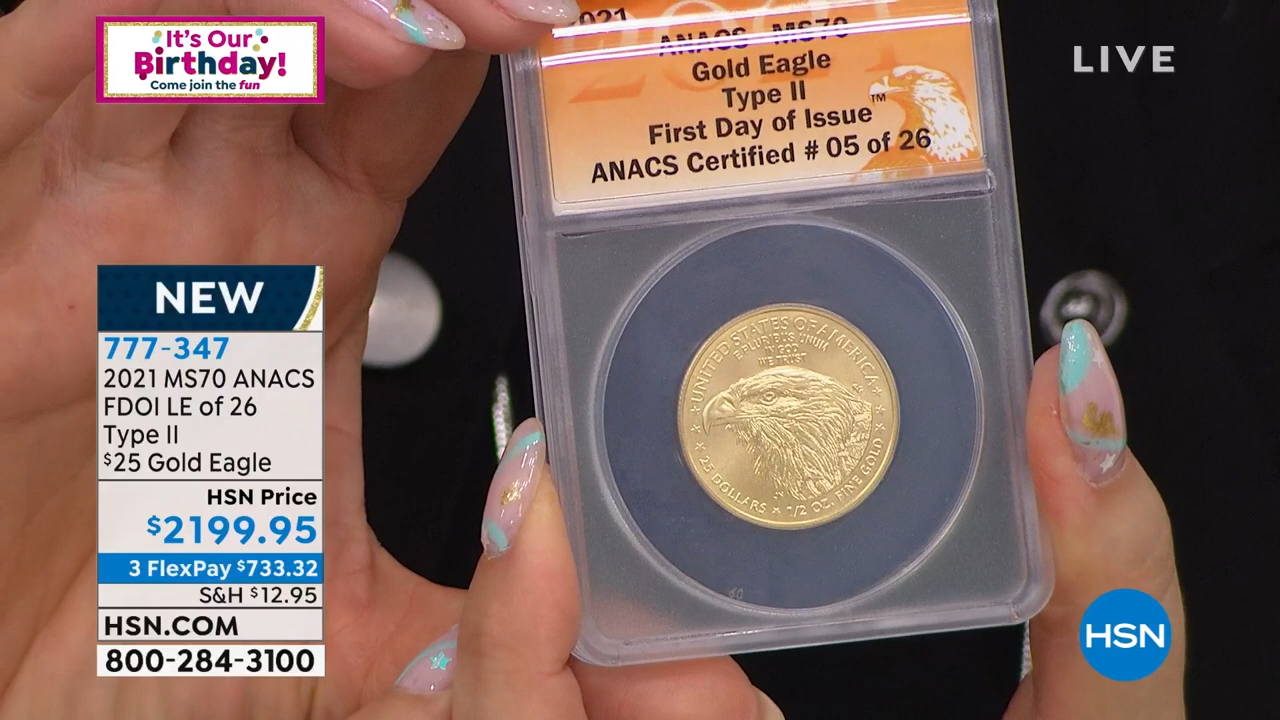 It's Our
Birthday!
Come join the fun
LIVE
2021
ANACS - MS70
Gold Eagle
Type II
First Day of Issue
ANACS Certified # 05 of 26
TM
NEW
777-347
2021 MS70 ANACS
FDOI LE of 26
Type II
$25 Gold Eagle
HSN Price
$2199.95
3 FlexPay $733.32
S&H $12.95
HSN.COM
800-284-3100
UNITED STATES OF AMERICA
E PLURIBUS UNUM
IN GOD
WE TRUST
25 DOLLARS ★ 1/2 OZ. FINE GOLD
HSN